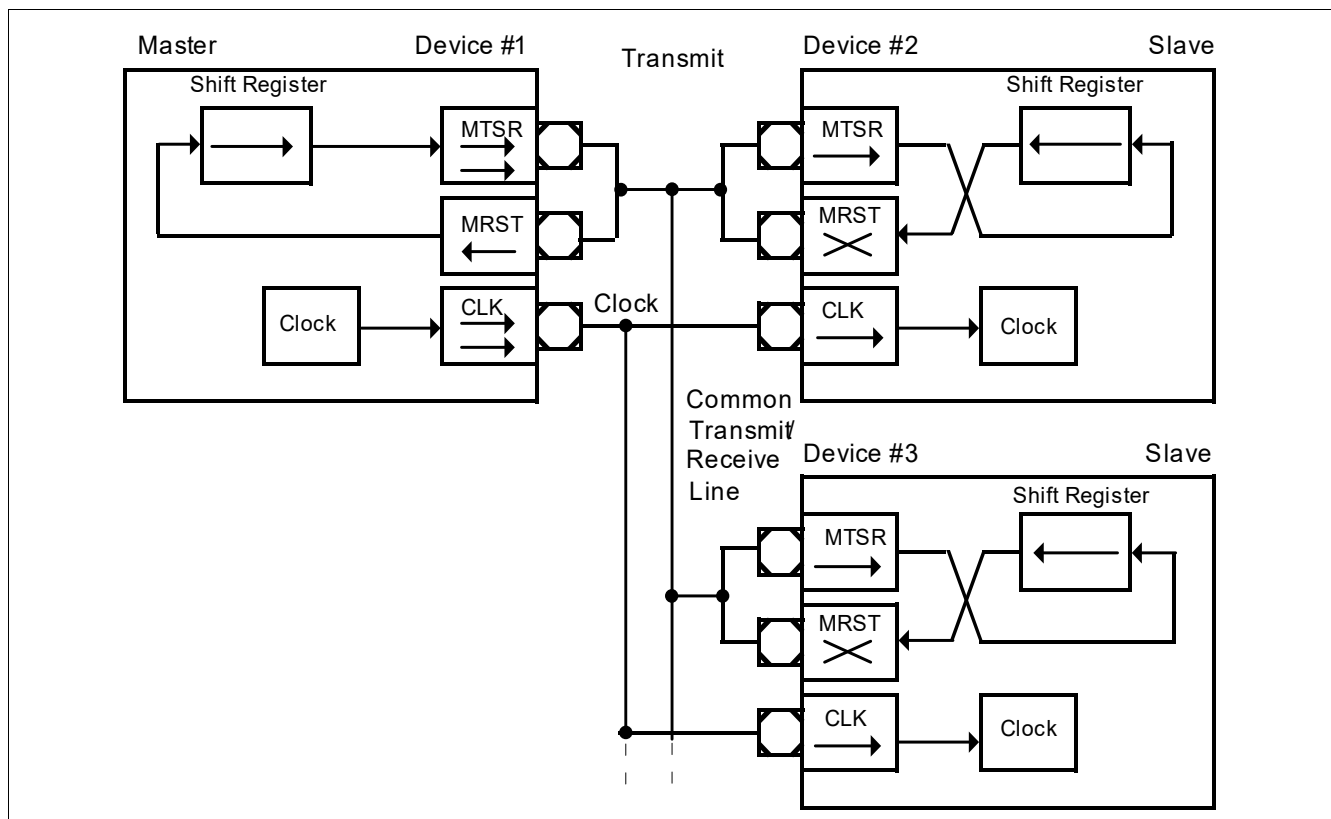 Master
Device #1
Transmit
Device #2
Slave
Shift Register
MTSR
MRST
Clock
CLK
Clock
MTSR
Shift Register
MRST
CLK
Clock
Common
Transmit/
Receive
Line
Device #3
Slave
MTSR
Shift Register
MRST
CLK
Clock